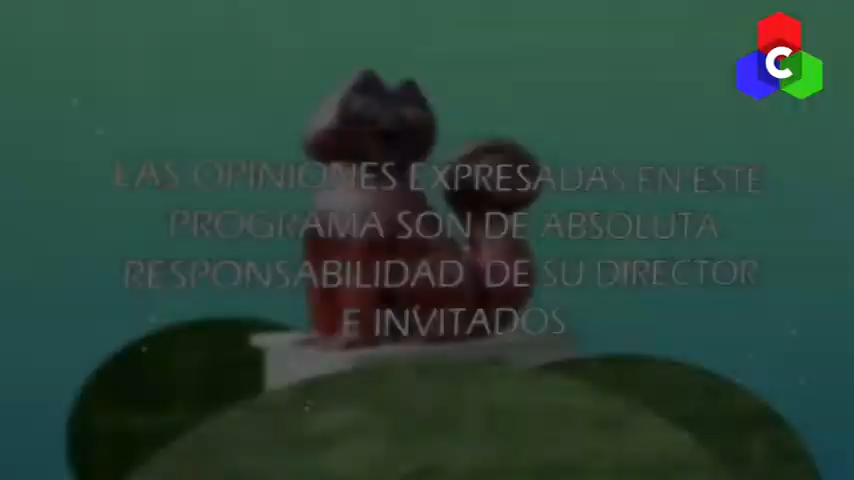 C
LAS OPINIONES EXPRESADAS EN ESTE
PROGRAMA SON DE ABSOLUTA
RESPONSABILIDAD DE SU DIRECTOR
E INVITADOS